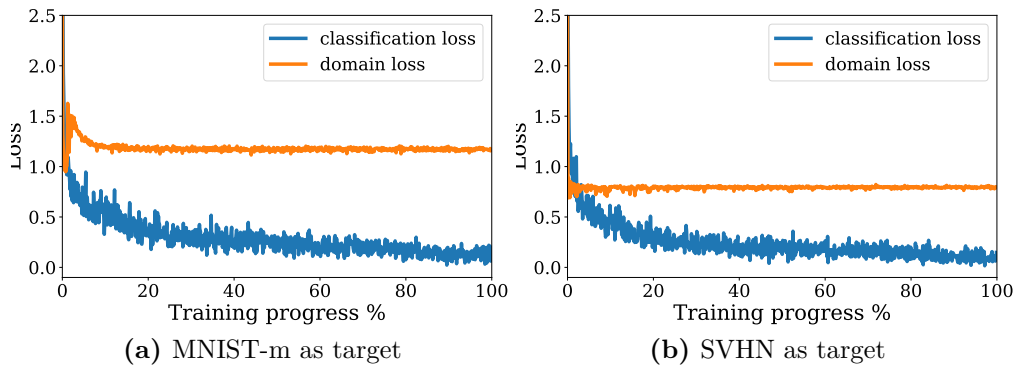 2.5
2.0
1.5
1.0
0.5
0.0
Loss
classification loss
domain loss
0 20 40 60 80 100
Training progress %
(a) MNIST-m as target
2.5
2.0
1.5
1.0
0.5
0.0
Loss
classification loss
domain loss
0 20 40 60 80 100
Training progress %
(b) SVHN as target